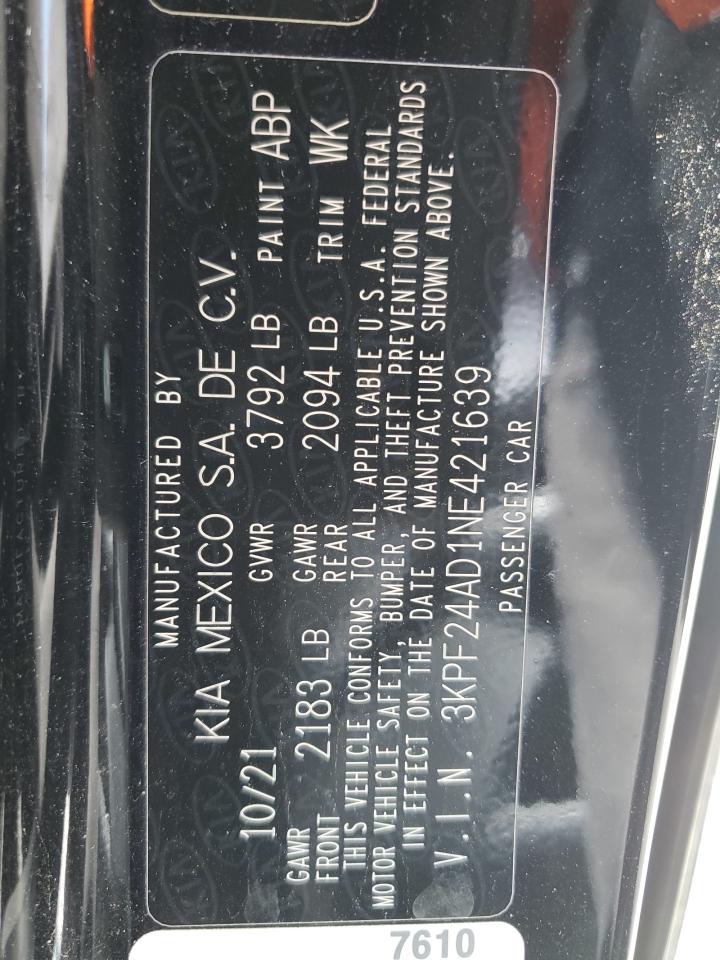 MANUFACTURED BY
KIA MEXICO S.A. DE C.V.
10/21 GVWR 3792 LB PAINT ABP
GAWR FRONT 2183 LB GAWR REAR 2094 LB TRIM WK
THIS VEHICLE CONFORMS TO ALL APPLICABLE U.S.A. FEDERAL
MOTOR VEHICLE SAFETY, BUMPER, AND THEFT PREVENTION STANDARDS
IN EFFECT ON THE DATE OF MANUFACTURE SHOWN ABOVE.
V.I.N. 3KPF24AD1NE421639
PASSENGER CAR
7610